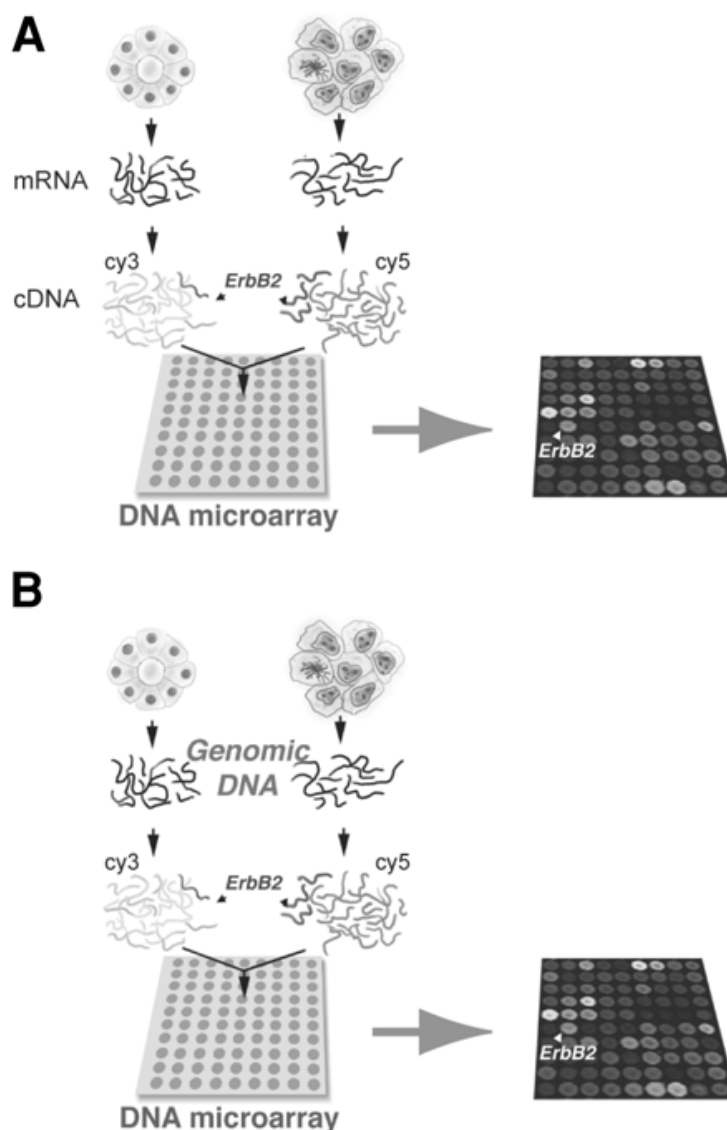 A
mRNA
cy3
cy5
ErbB2
cDNA
ErbB2
DNA microarray
B
Genomic
DNA
cy3
cy5
ErbB2
ErbB2
DNA microarray